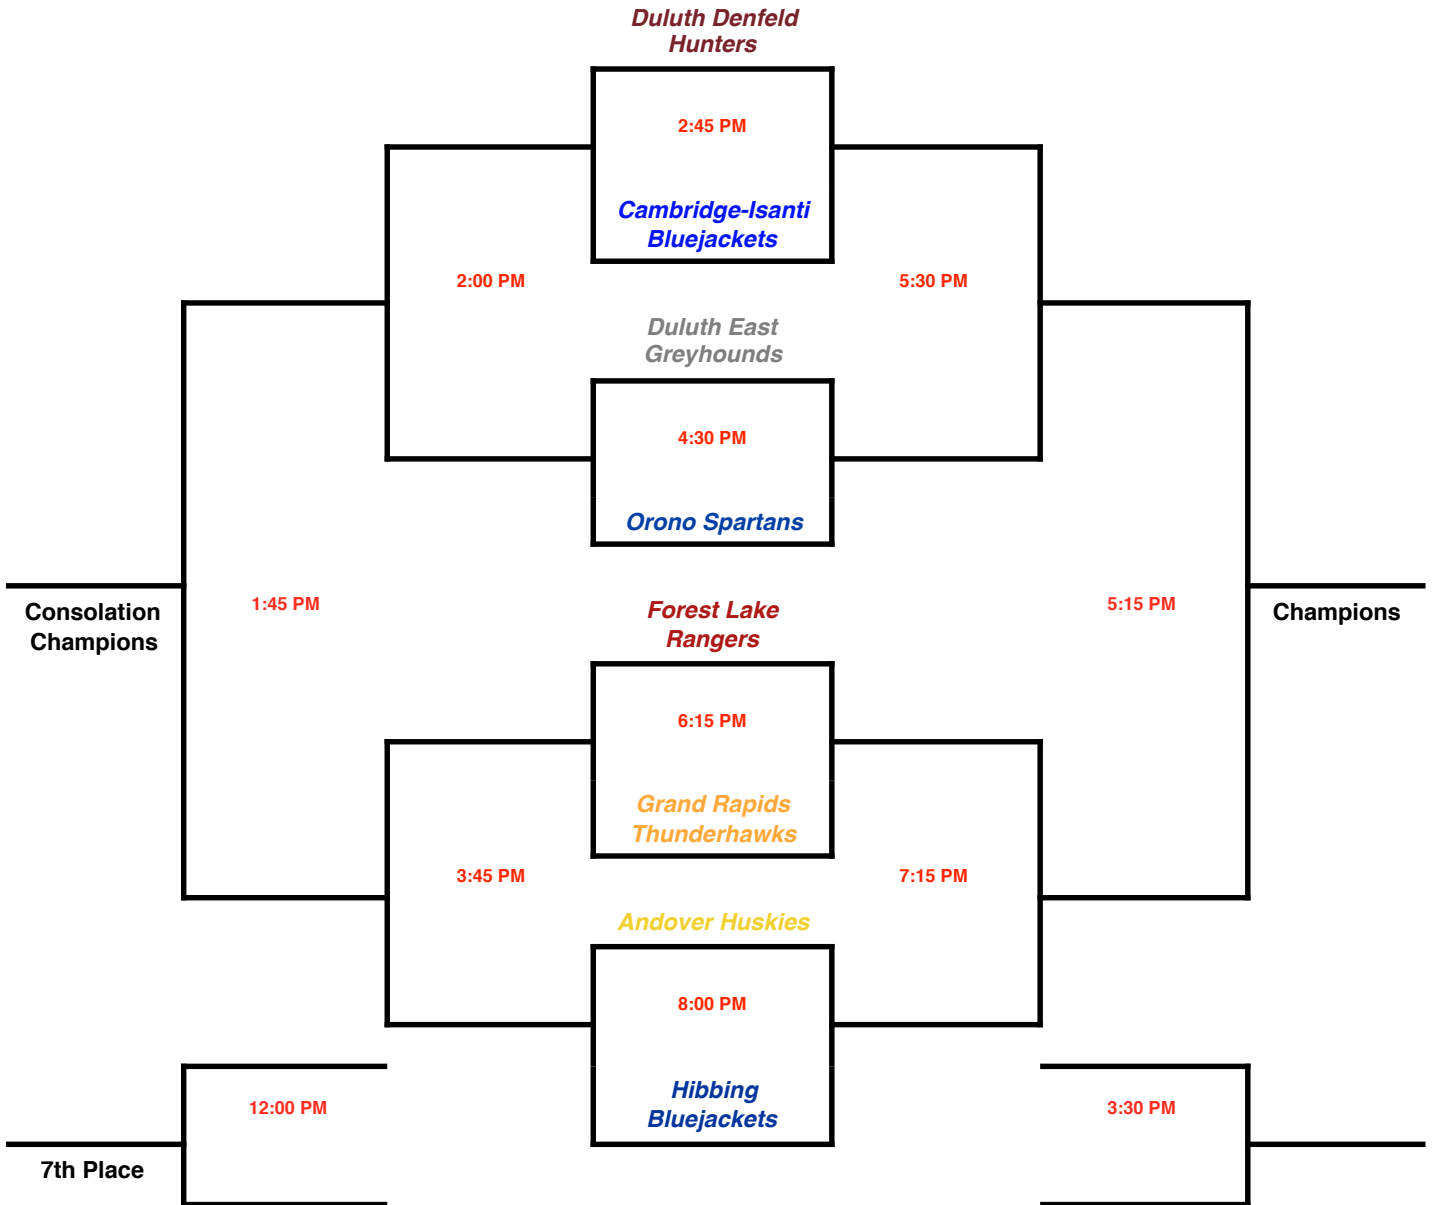 Duluth Denfeld
Hunters
2:45 PM
Cambridge-Isanti
Bluejackets
2:00 PM
5:30 PM
Duluth East
Greyhounds
4:30 PM
Orono Spartans
Consolation
Champions
1:45 PM
Forest Lake
Rangers
5:15 PM
Champions
6:15 PM
Grand Rapids
Thunderhawks
3:45 PM
7:15 PM
Andover Huskies
8:00 PM
Hibbing
Bluejackets
12:00 PM
3:30 PM
7th Place